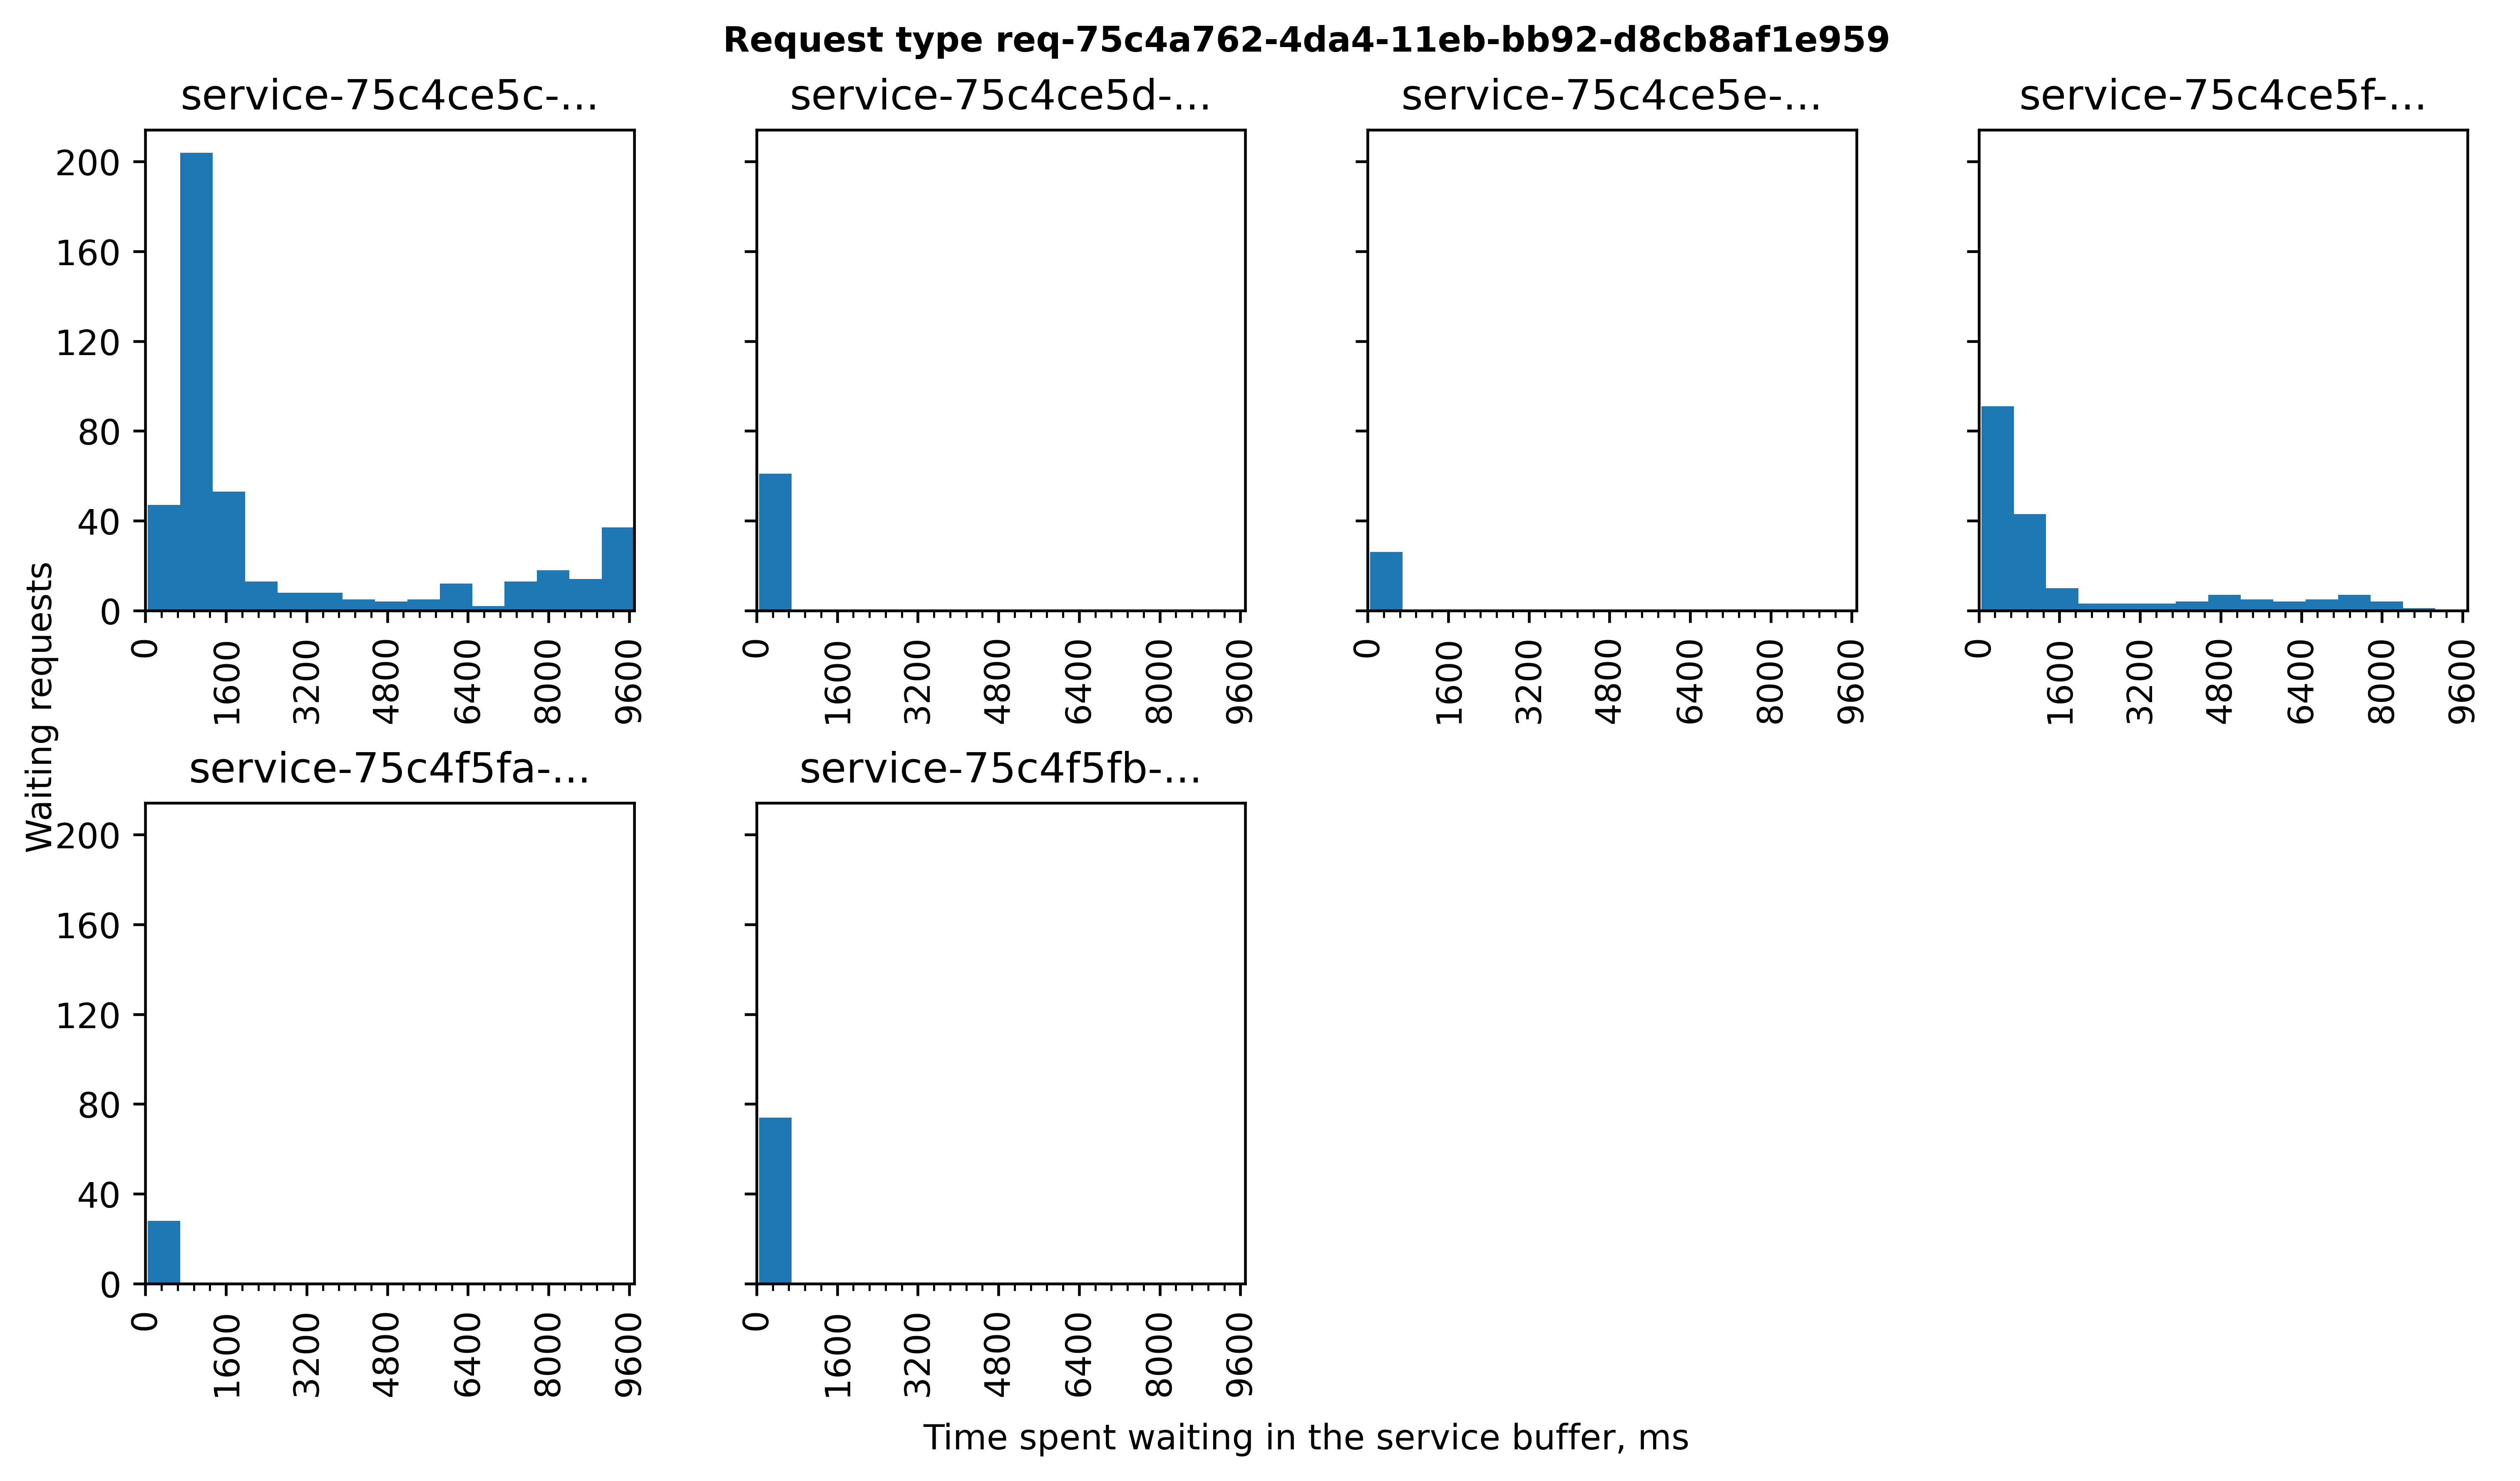 Request type req-75c4a762-4da4-11eb-bb92-d8cb8af1e959
service-75c4ce5c-...
service-75c4ce5d-...
service-75c4ce5e-...
service-75c4ce5f-...
200
160
120
80
40
0
0 1600 3200 4800 6400 8000 9600
0 1600 3200 4800 6400 8000 9600
0 1600 3200 4800 6400 8000 9600
0 1600 3200 4800 6400 8000 9600
Waiting requests
service-75c4f5fa-...
service-75c4f5fb-...
200
160
120
80
40
0
0 1600 3200 4800 6400 8000 9600
0 1600 3200 4800 6400 8000 9600
Time spent waiting in the service buffer, ms